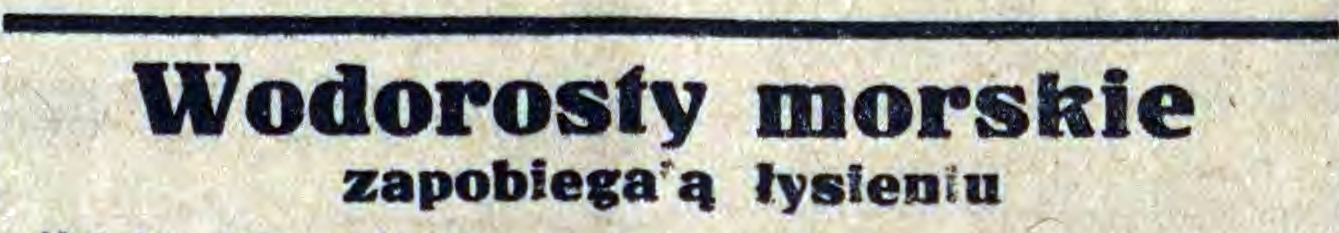 Wodorosty morskie
zapobiegają łysieniu